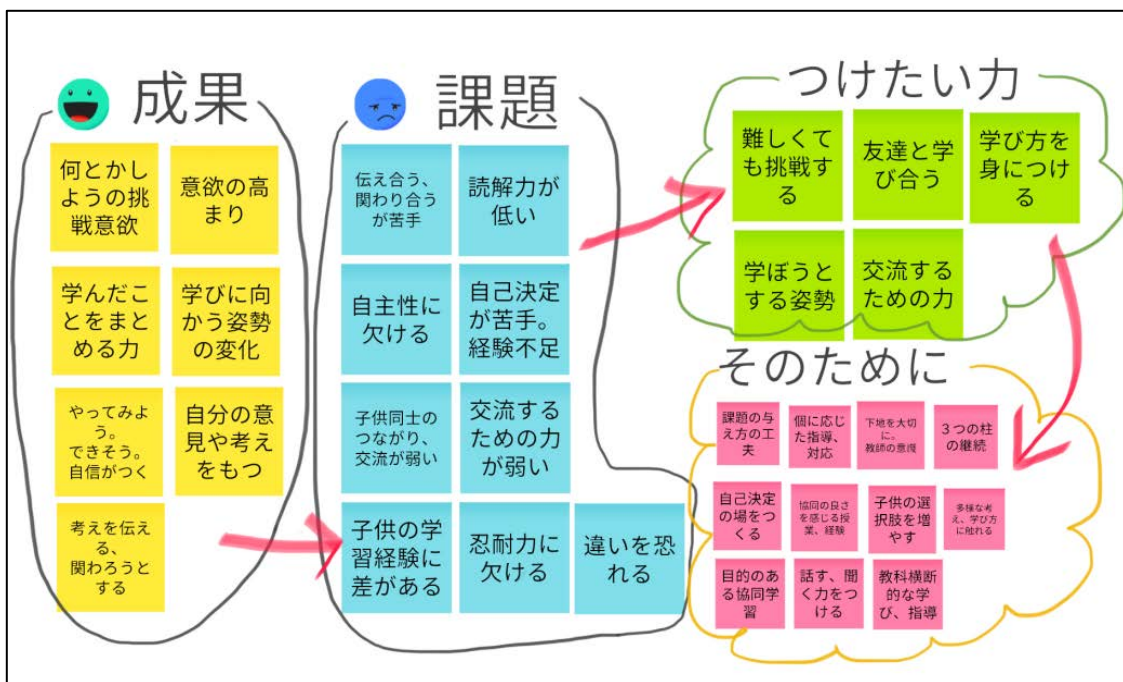 成果
何とかし
ようの挑
戦意欲
意欲の高
まり
学んだこ
とをまと
める力
学びに向
かう姿勢
の変化
やってみよ
う。
できそう。
自信がつく
自分の意
見や考え
をもつ
考えを伝え
る、
関わろうと
する
課題
伝え合う、
関わり合う
が苦手
読解力が
低い
自主性に
欠ける
自己決定
が苦手。
経験不足
子供同士の
つながり、
交流が弱い
交流する
ための力
が弱い
子供の学
習経験に
差がある
忍耐力に
欠ける
違いを恐
れる
つけたい力
難しくて
も挑戦す
る
友達と学
び合う
学び方を
身につけ
る
学ぼうと
する姿勢
交流する
ための力
そのために
課題の与
え方の工
夫
個に応じ
た指導、
対応
下地を大切
に。
教師の意識
３つの柱
の継続
自己決定
の場をつ
くる
協同の良さ
を感じる授
業、経験
子供の選
択肢を増
やす
多様な考
え、学び方
に触れる
目的のあ
る協同学
習
話す、聞
く力をつ
ける
教科横断
的な学
び、指導